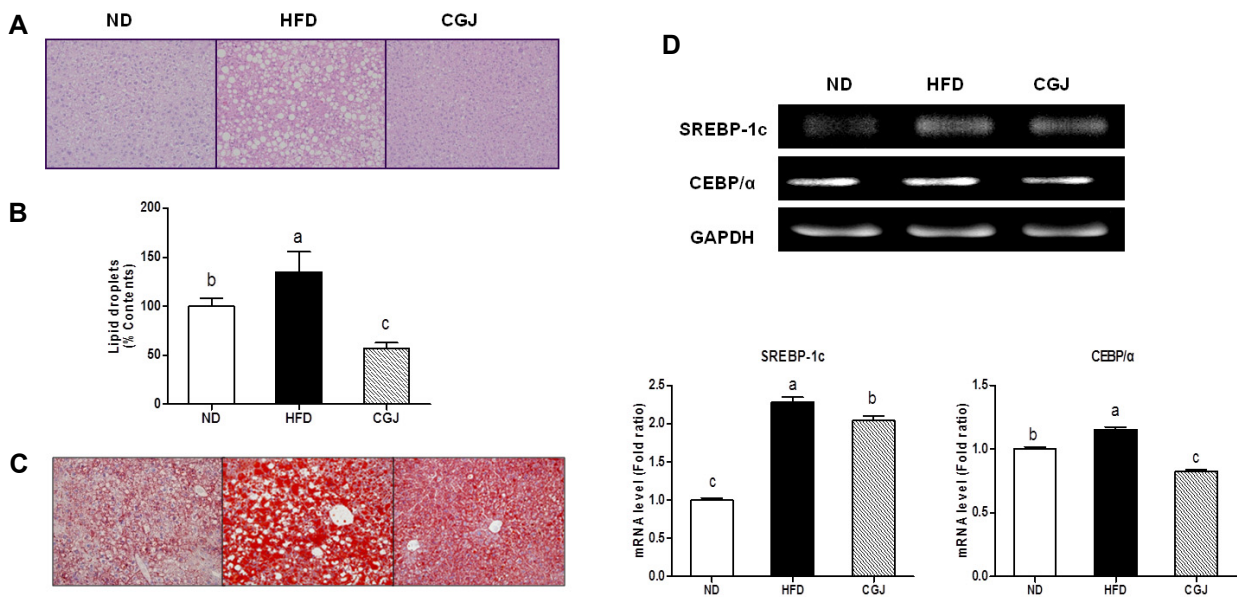 A
ND HFD CGJ
B
200
150
100
50
0
Lipid droplets
(% Contents)
b
a
c
ND HFD CGJ
C
D
ND HFD CGJ
SREBP-1c
CEBP/α
GAPDH
SREBP-1c
2.5
2.0
1.5
1.0
0.5
0.0
mRNA level (Fold ratio)
c
a
b
ND HFD CGJ
CEBP/α
1.5
1.0
0.5
0.0
mRNA level (Fold ratio)
b
a
c
ND HFD CGJ